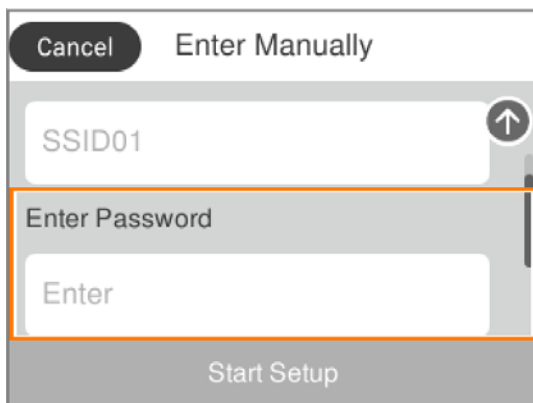 Cancel Enter Manually
SSID01
Enter Password
Enter
Start Setup